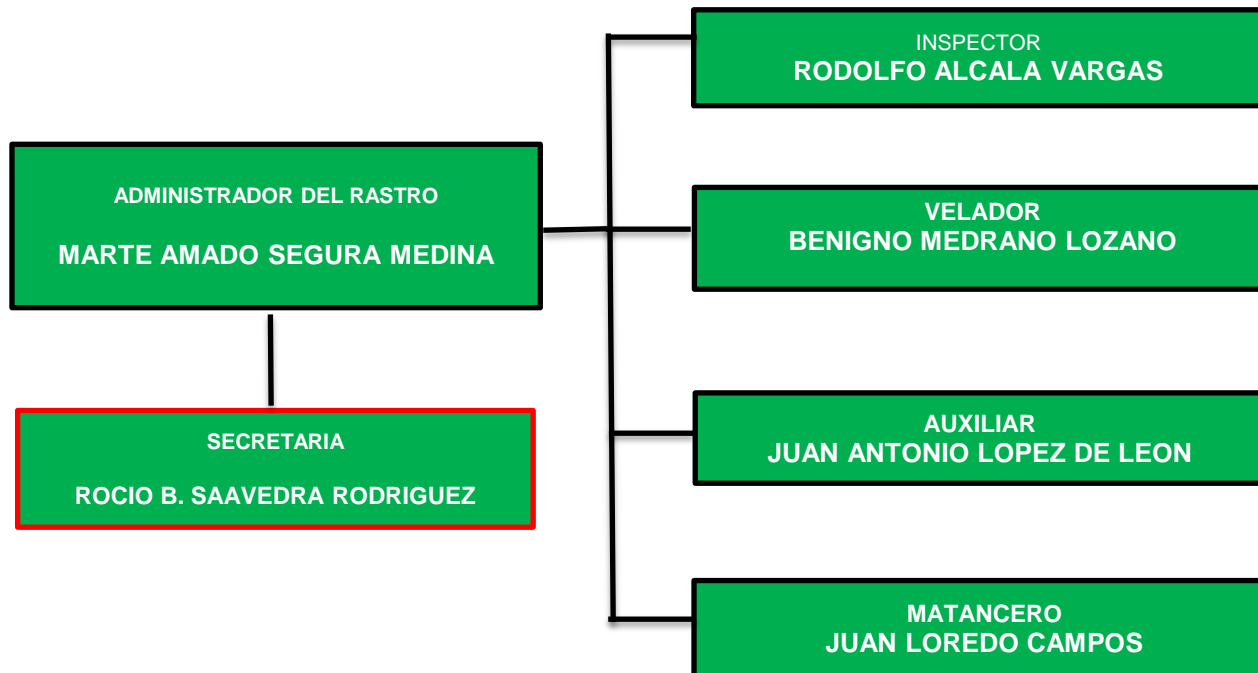 ADMINISTRADOR DEL RASTRO
MARTE AMADO SEGURA MEDINA
SECRETARIA
ROCIO B. SAAVEDRA RODRIGUEZ
INSPECTOR
RODOLFO ALCALA VARGAS
VELADOR
BENIGNO MEDRANO LOZANO
AUXILIAR
JUAN ANTONIO LOPEZ DE LEON
MATANCERO
JUAN LOREDO CAMPOS